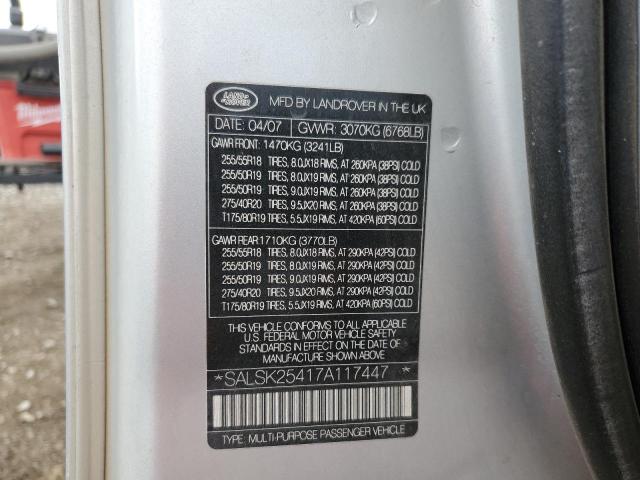 Milwaukee
LAND
ROVER
MFD BY LANDROVER IN THE UK
DATE: 04/07 GVWR: 3070KG (6768LB)
GAWR FRONT: 1470KG (3241LB)
255/55R18 TIRES, 8.0JX18 RIMS, AT 260KPA (38PSI) COLD
255/50R19 TIRES, 8.0JX19 RIMS, AT 260KPA (38PSI) COLD
255/50R19 TIRES, 9.0JX19 RIMS, AT 260KPA (38PSI) COLD
275/40R20 TIRES, 9.5JX20 RIMS, AT 260KPA (38PSI) COLD
T175/80R19 TIRES, 5.5JX19 RIMS, AT 420KPA (60PSI) COLD
GAWR REAR: 1710KG (3770LB)
255/55R18 TIRES, 8.0JX18 RIMS, AT 290KPA (42PSI) COLD
255/50R19 TIRES, 8.0JX19 RIMS, AT 290KPA (42PSI) COLD
255/50R19 TIRES, 9.0JX19 RIMS, AT 290KPA (42PSI) COLD
275/40R20 TIRES, 9.5JX20 RIMS, AT 290KPA (42PSI) COLD
T175/80R19 TIRES, 5.5JX19 RIMS, AT 420KPA (60PSI) COLD
THIS VEHICLE CONFORMS TO ALL APPLICABLE
U.S. FEDERAL MOTOR VEHICLE SAFETY
STANDARDS IN EFFECT ON THE DATE OF
MANUFACTURE SHOWN ABOVE.
*SALSK25417A117447*
TYPE: MULTI-PURPOSE PASSENGER VEHICLE